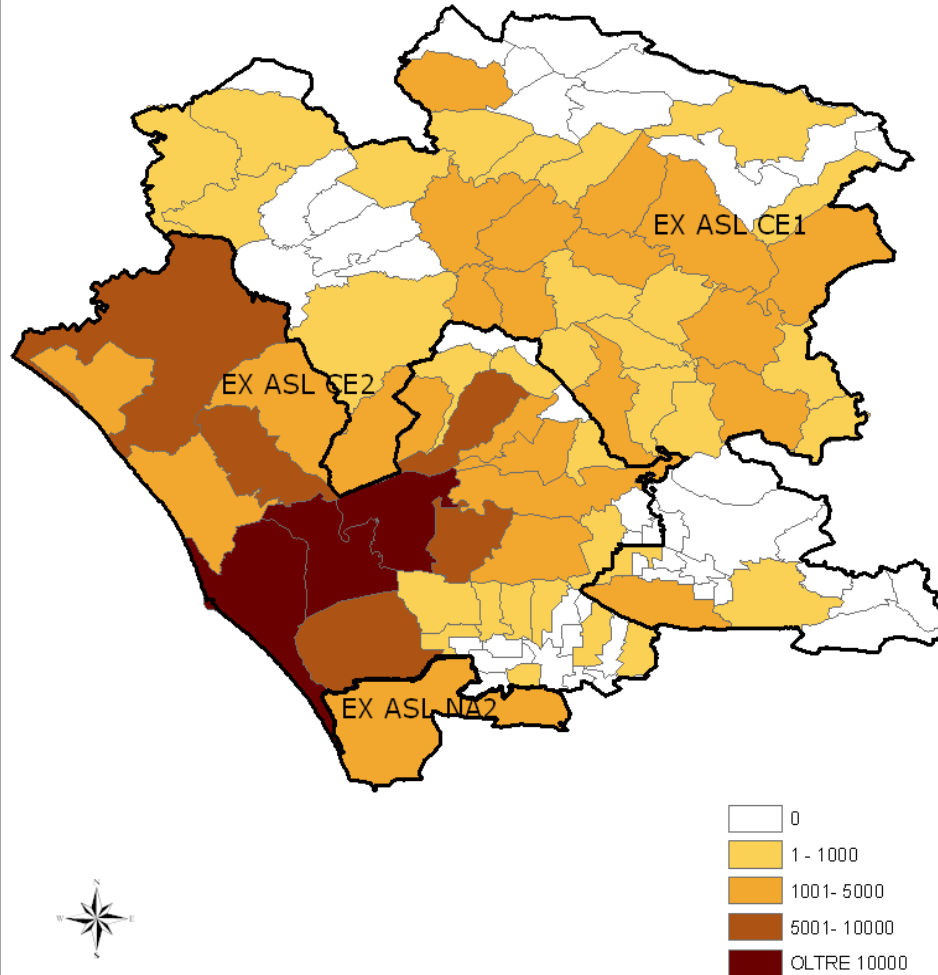 EX ASL CE1
EX ASL CE2
EX ASL NA2
0
1 - 1000
1001- 5000
5001- 10000
OLTRE 10000
N
W
E
S